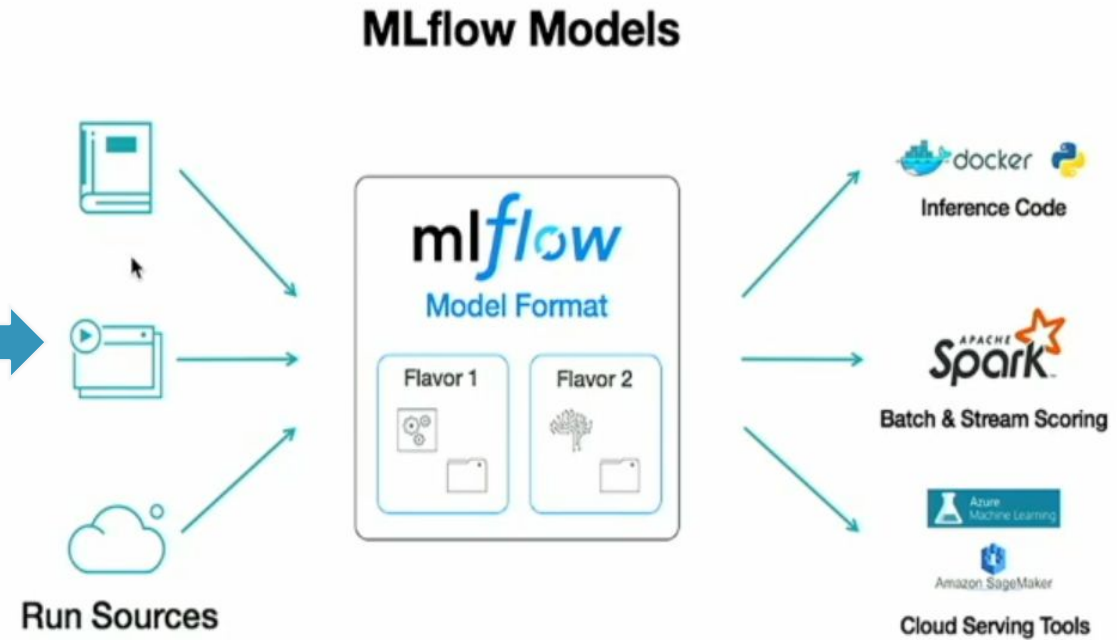 MLflow Models
mlflow
Model Format
Flavor 1
Flavor 2
Run Sources
docker
Inference Code
APACHE
Spark
Batch & Stream Scoring
Azure
Machine Learning
Amazon SageMaker
Cloud Serving Tools